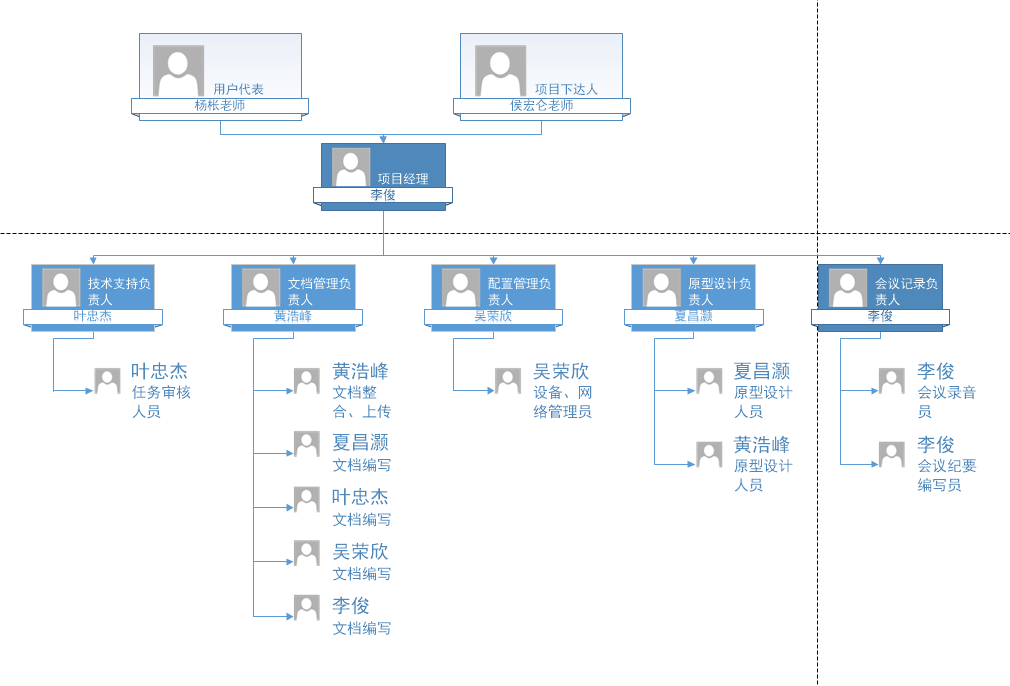 用户代表
杨枨老师
项目下达人
侯宏仑老师
项目经理
李俊
技术支持负
责人
叶忠杰
文档管理负
责人
黄浩峰
配置管理负
责人
吴荣欣
原型设计负
责人
夏昌灏
会议记录负
责人
李俊
叶忠杰
任务审核
人员
黄浩峰
文档整
合、上传
夏昌灏
文档编写
叶忠杰
文档编写
吴荣欣
文档编写
李俊
文档编写
吴荣欣
设备、网
络管理员
夏昌灏
原型设计
人员
黄浩峰
原型设计
人员
李俊
会议录音
员
李俊
会议纪要
编写员